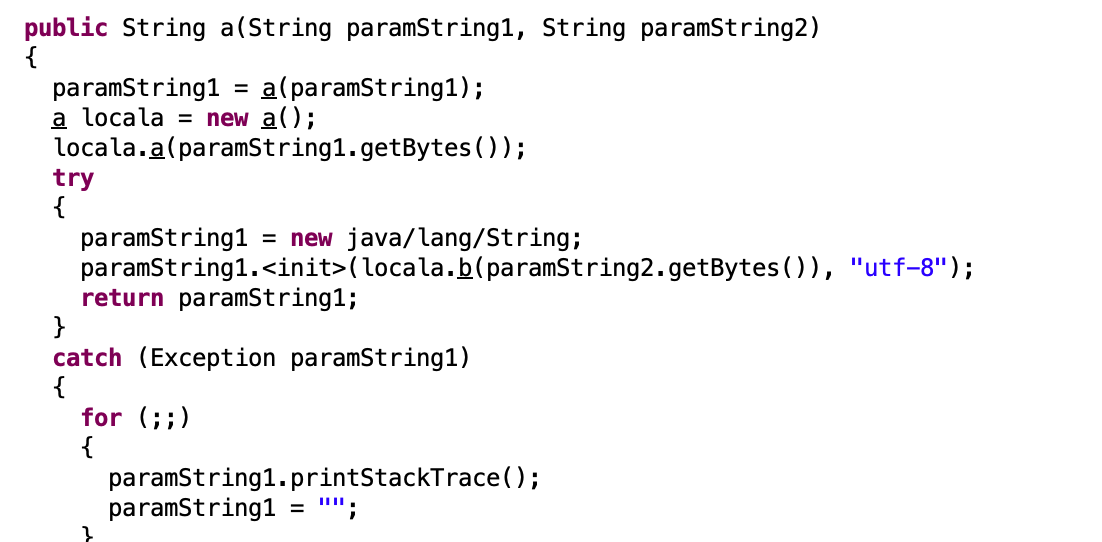 public String a(String paramString1, String paramString2)
{
paramString1 = a(paramString1);
a locala = new a();
locala.a(paramString1.getBytes());
try
{
paramString1 = new java/lang/String;
paramString1.<init>(locala.b(paramString2.getBytes()), "utf-8");
return paramString1;
}
catch (Exception paramString1)
{
for (;;)
{
paramString1.printStackTrace();
paramString1 = "";
}